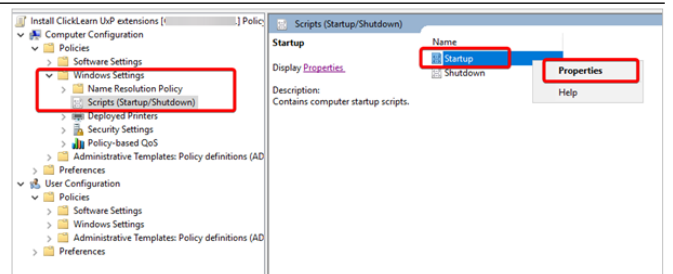 Install ClickLearn UxP extensions [ .] Policy
Computer Configuration
Policies
Software Settings
Windows Settings
Name Resolution Policy
Scripts (Startup/Shutdown)
Deployed Printers
Security Settings
Policy-based QoS
Administrative Templates: Policy definitions (AD
Preferences
User Configuration
Policies
Software Settings
Windows Settings
Administrative Templates: Policy definitions (AD
Preferences
Scripts (Startup/Shutdown)
Startup
Display Properties
Description:
Contains computer startup scripts.
Name
Startup
Shutdown
Properties
Help